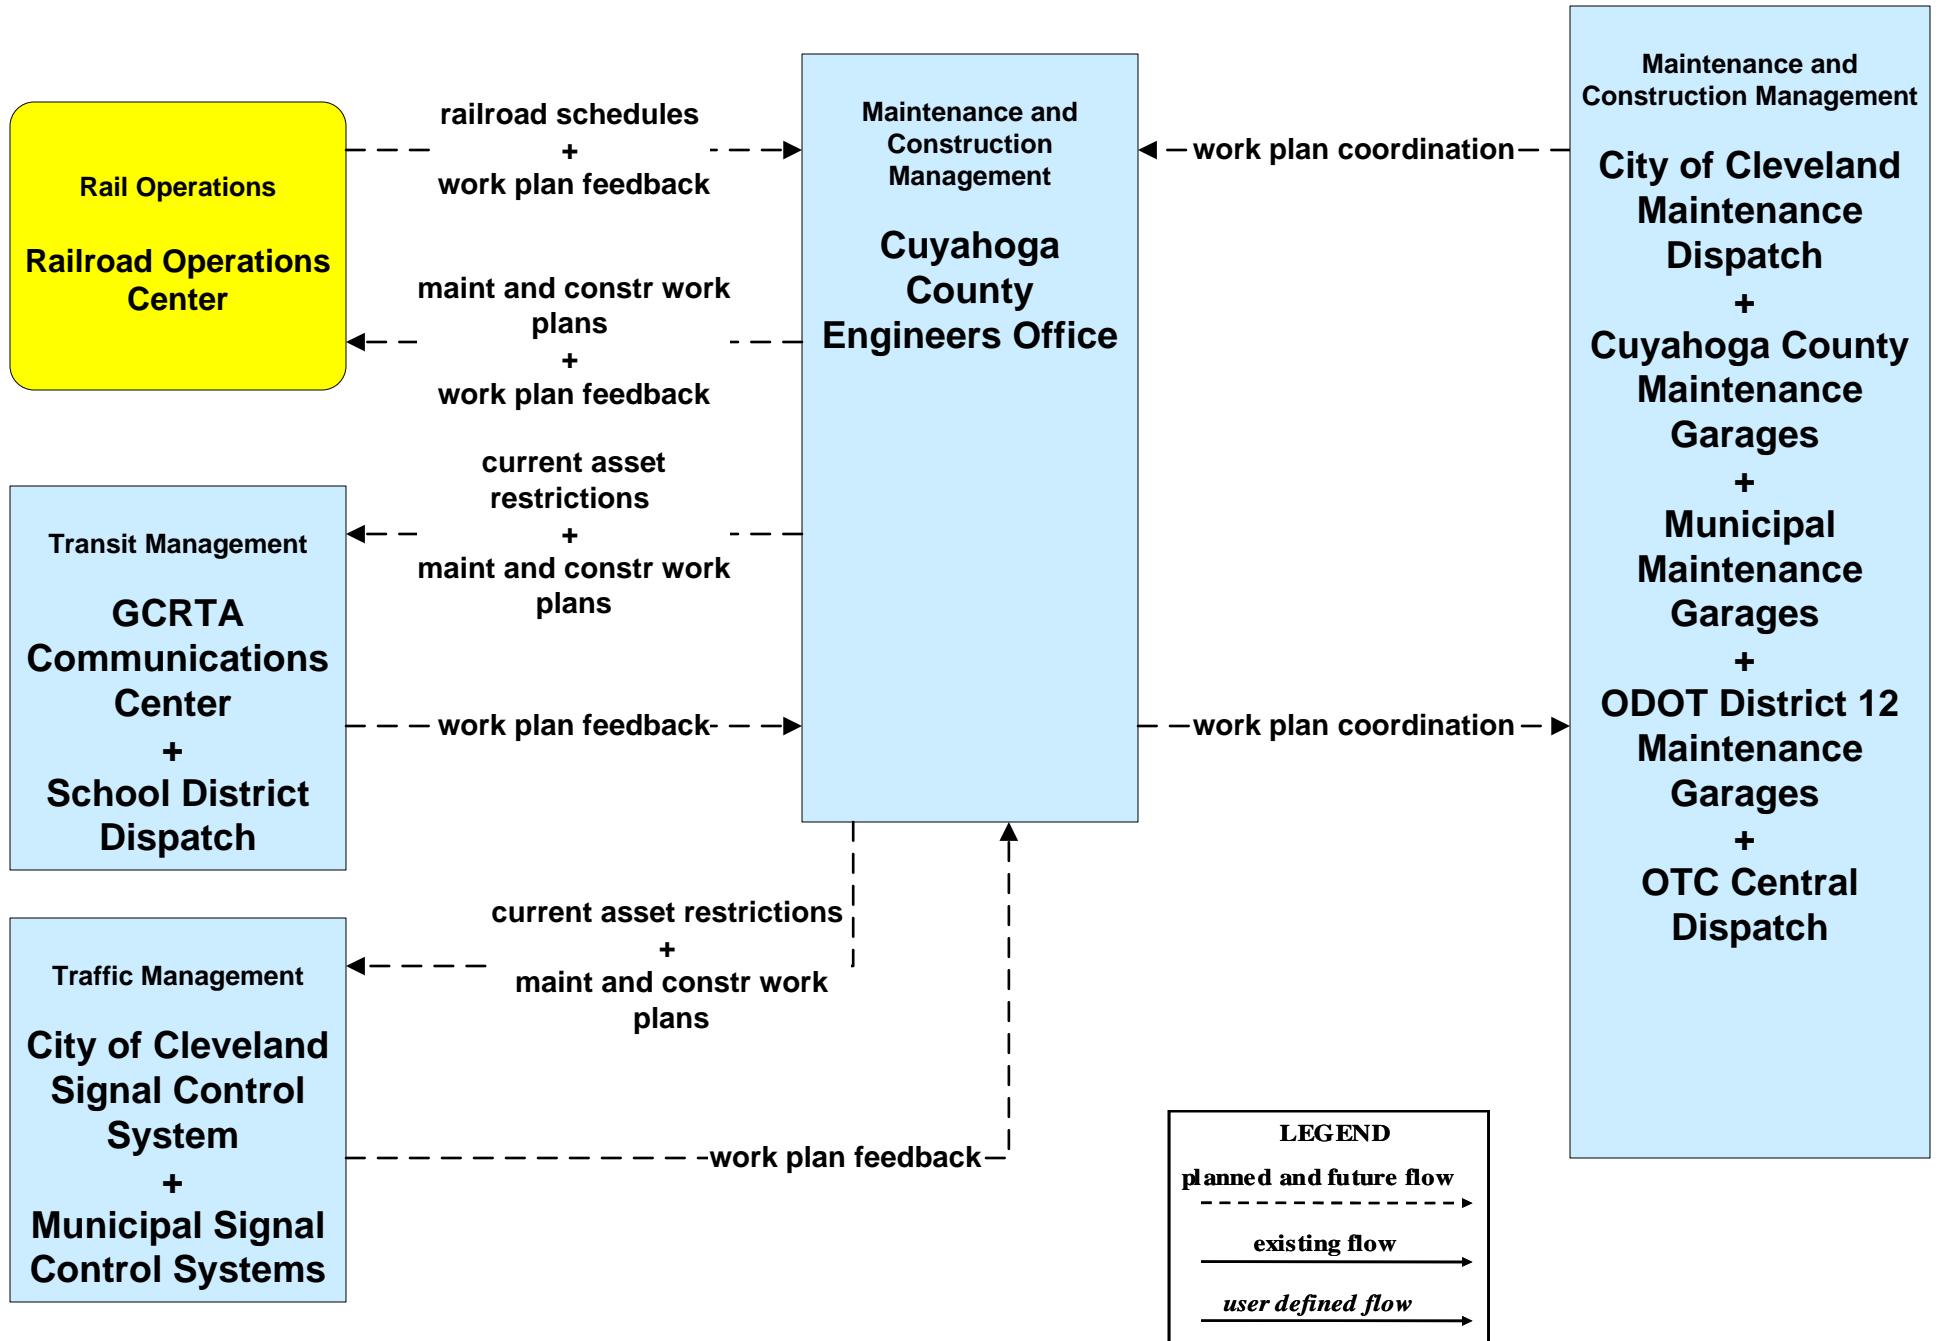 Rail Operations
Railroad Operations
Center
railroad schedules
+
work plan feedback
maint and constr work
plans
+
work plan feedback
Transit Management
GCRTA
Communications
Center
+
School District
Dispatch
current asset
restrictions
+
maint and constr work
plans
work plan feedback
Traffic Management
City of Cleveland
Signal Control
System
+
Municipal Signal
Control Systems
current asset restrictions
+
maint and constr work
plans
work plan feedback
Maintenance and
Construction
Management
Cuyahoga
County
Engineers Office
work plan coordination
work plan coordination
Maintenance and
Construction Management
City of Cleveland
Maintenance
Dispatch
+
Cuyahoga County
Maintenance
Garages
+
Municipal
Maintenance
Garages
+
ODOT District 12
Maintenance
Garages
+
OTC Central
Dispatch
LEGEND
planned and future flow
existing flow
user defined flow